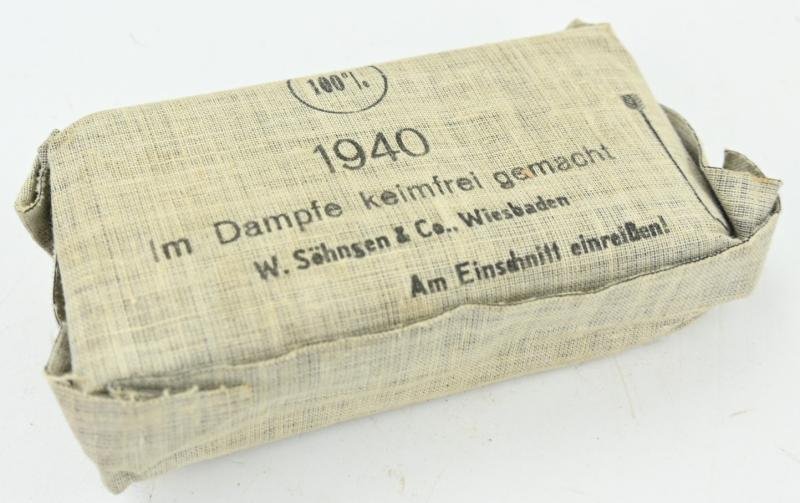 100%
1940
Im Dampfe keimfrei gemacht
W. Söhngen & Co., Wiesbaden
Am Einschnitt einreißen!